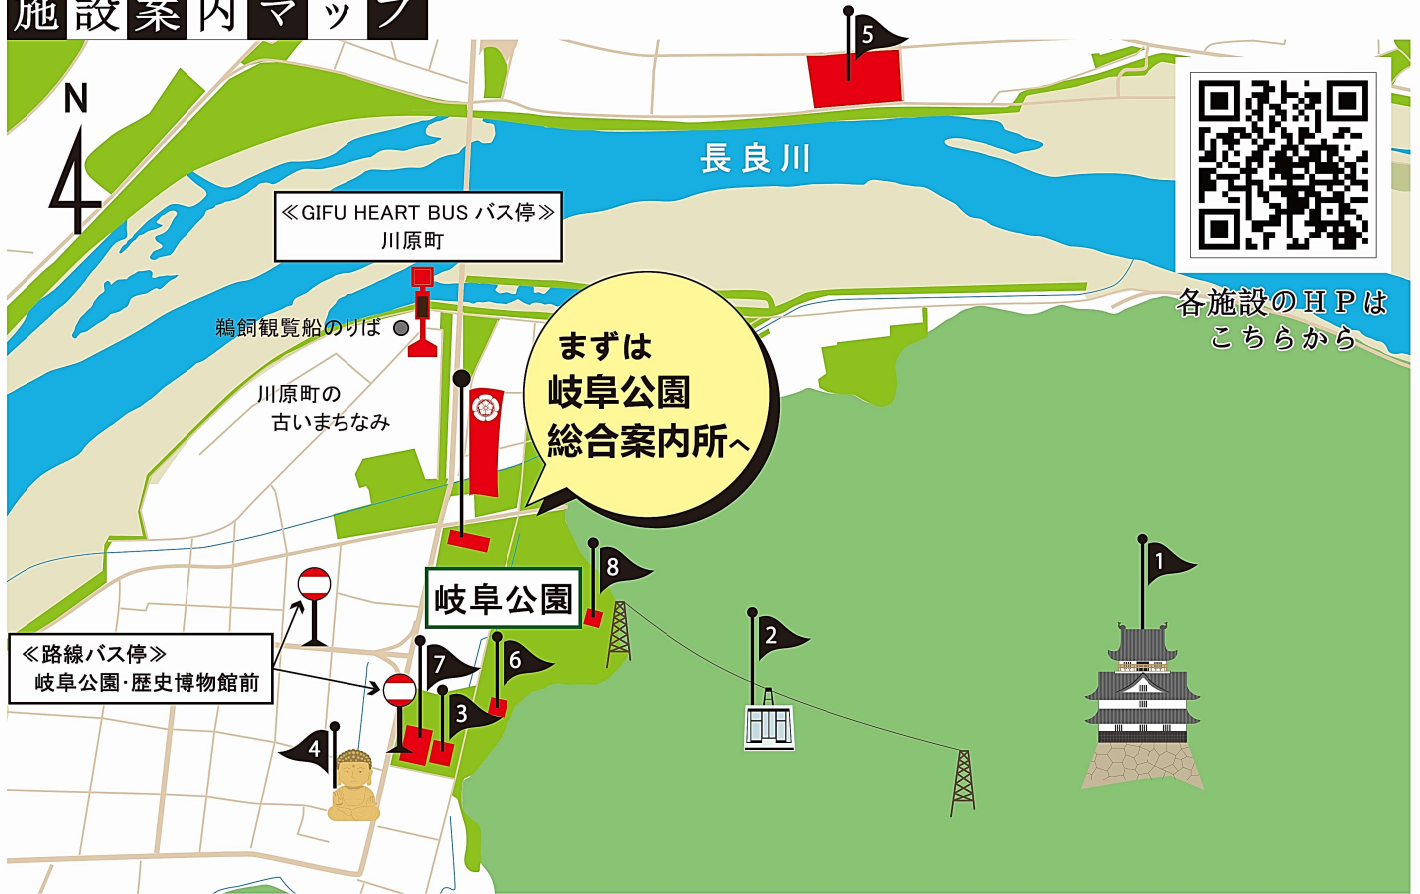 施設案内マップ
N
5
長良川
≪GIFU HEART BUS バス停≫
川原町
各施設のHPは
こちらから
鵜飼観覧船のりば
まずは
岐阜公園
総合案内所へ
川原町の
古いまちなみ
1
8
岐阜公園
2
≪路線バス停≫
岐阜公園・歴史博物館前
7
6
3
4